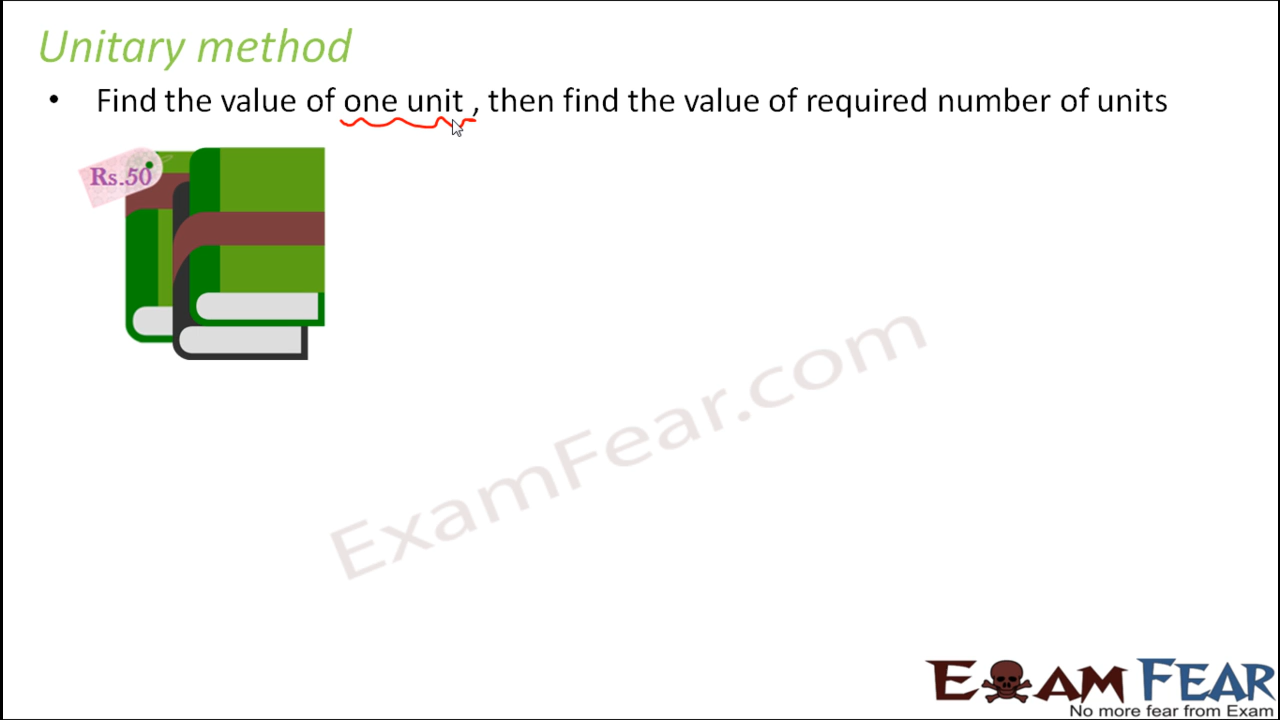 Unitary method
• Find the value of one unit , then find the value of required number of units
Rs.50
ExamFear.com
EXAM FEAR
No more fear from Exam